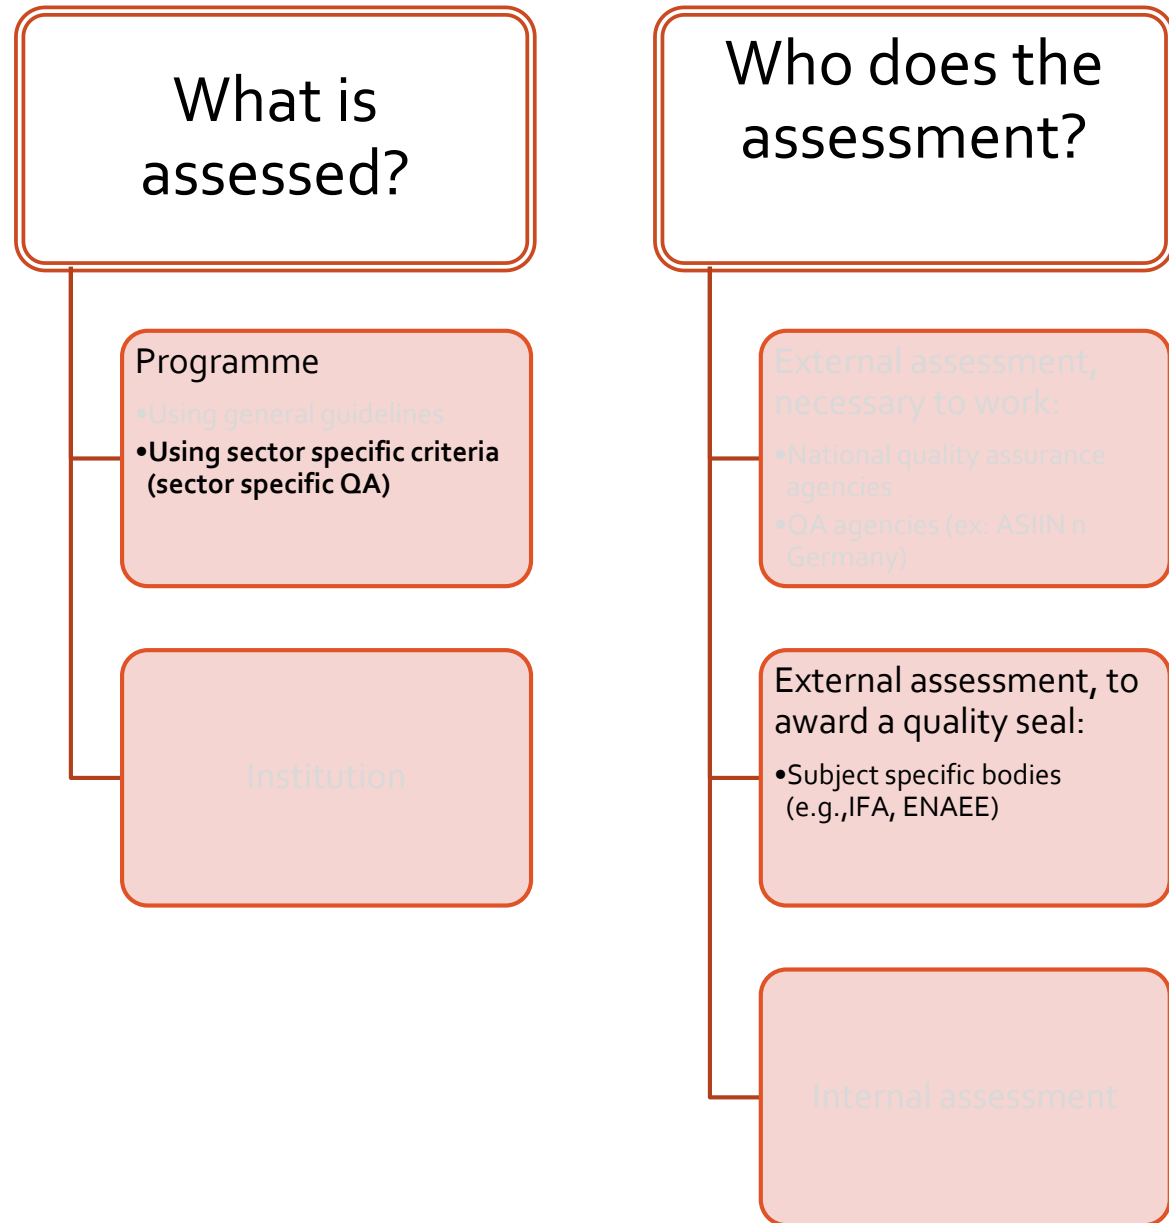 What is
assessed?
Programme
•Using general guidelines
•Using sector specific criteria
(sector specific QA)
Institution
Who does the
assessment?
External assessment,
necessary to work:
•National quality assurance
agencies
•QA agencies (ex: ASIIN n
Germany)
External assessment, to
award a quality seal:
•Subject specific bodies
(e.g.,IFA, ENAEE)
Internal assessment